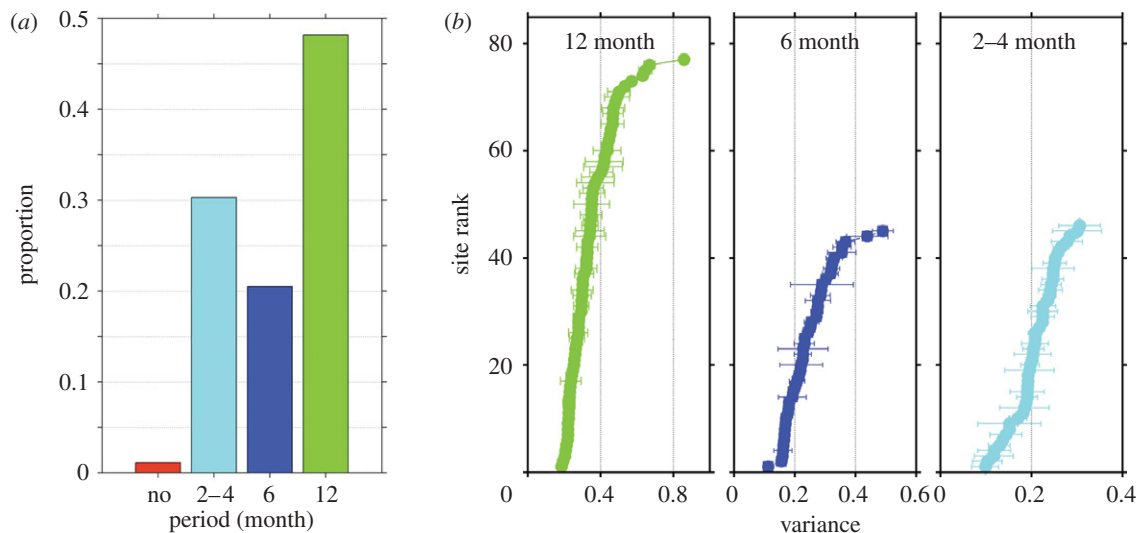 (a)
0.5
0.4
0.3
0.2
0.1
0
proportion
no 2–4 6 12
period (month)
(b)
80
60
40
20
site rank
12 month
6 month
2–4 month
0 0.4 0.8 0 0.2 0.4 0.6 0 0.2 0.4
variance